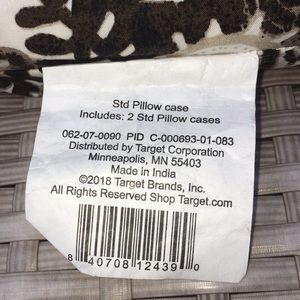 Std Pillow case
Includes: 2 Std Pillow cases
062-07-0090 PID C-000693-01-083
Distributed by Target Corporation
Minneapolis, MN 55403
Made in India
©2018 Target Brands, Inc.
All Rights Reserved Shop Target.com
8 40708 12439 0